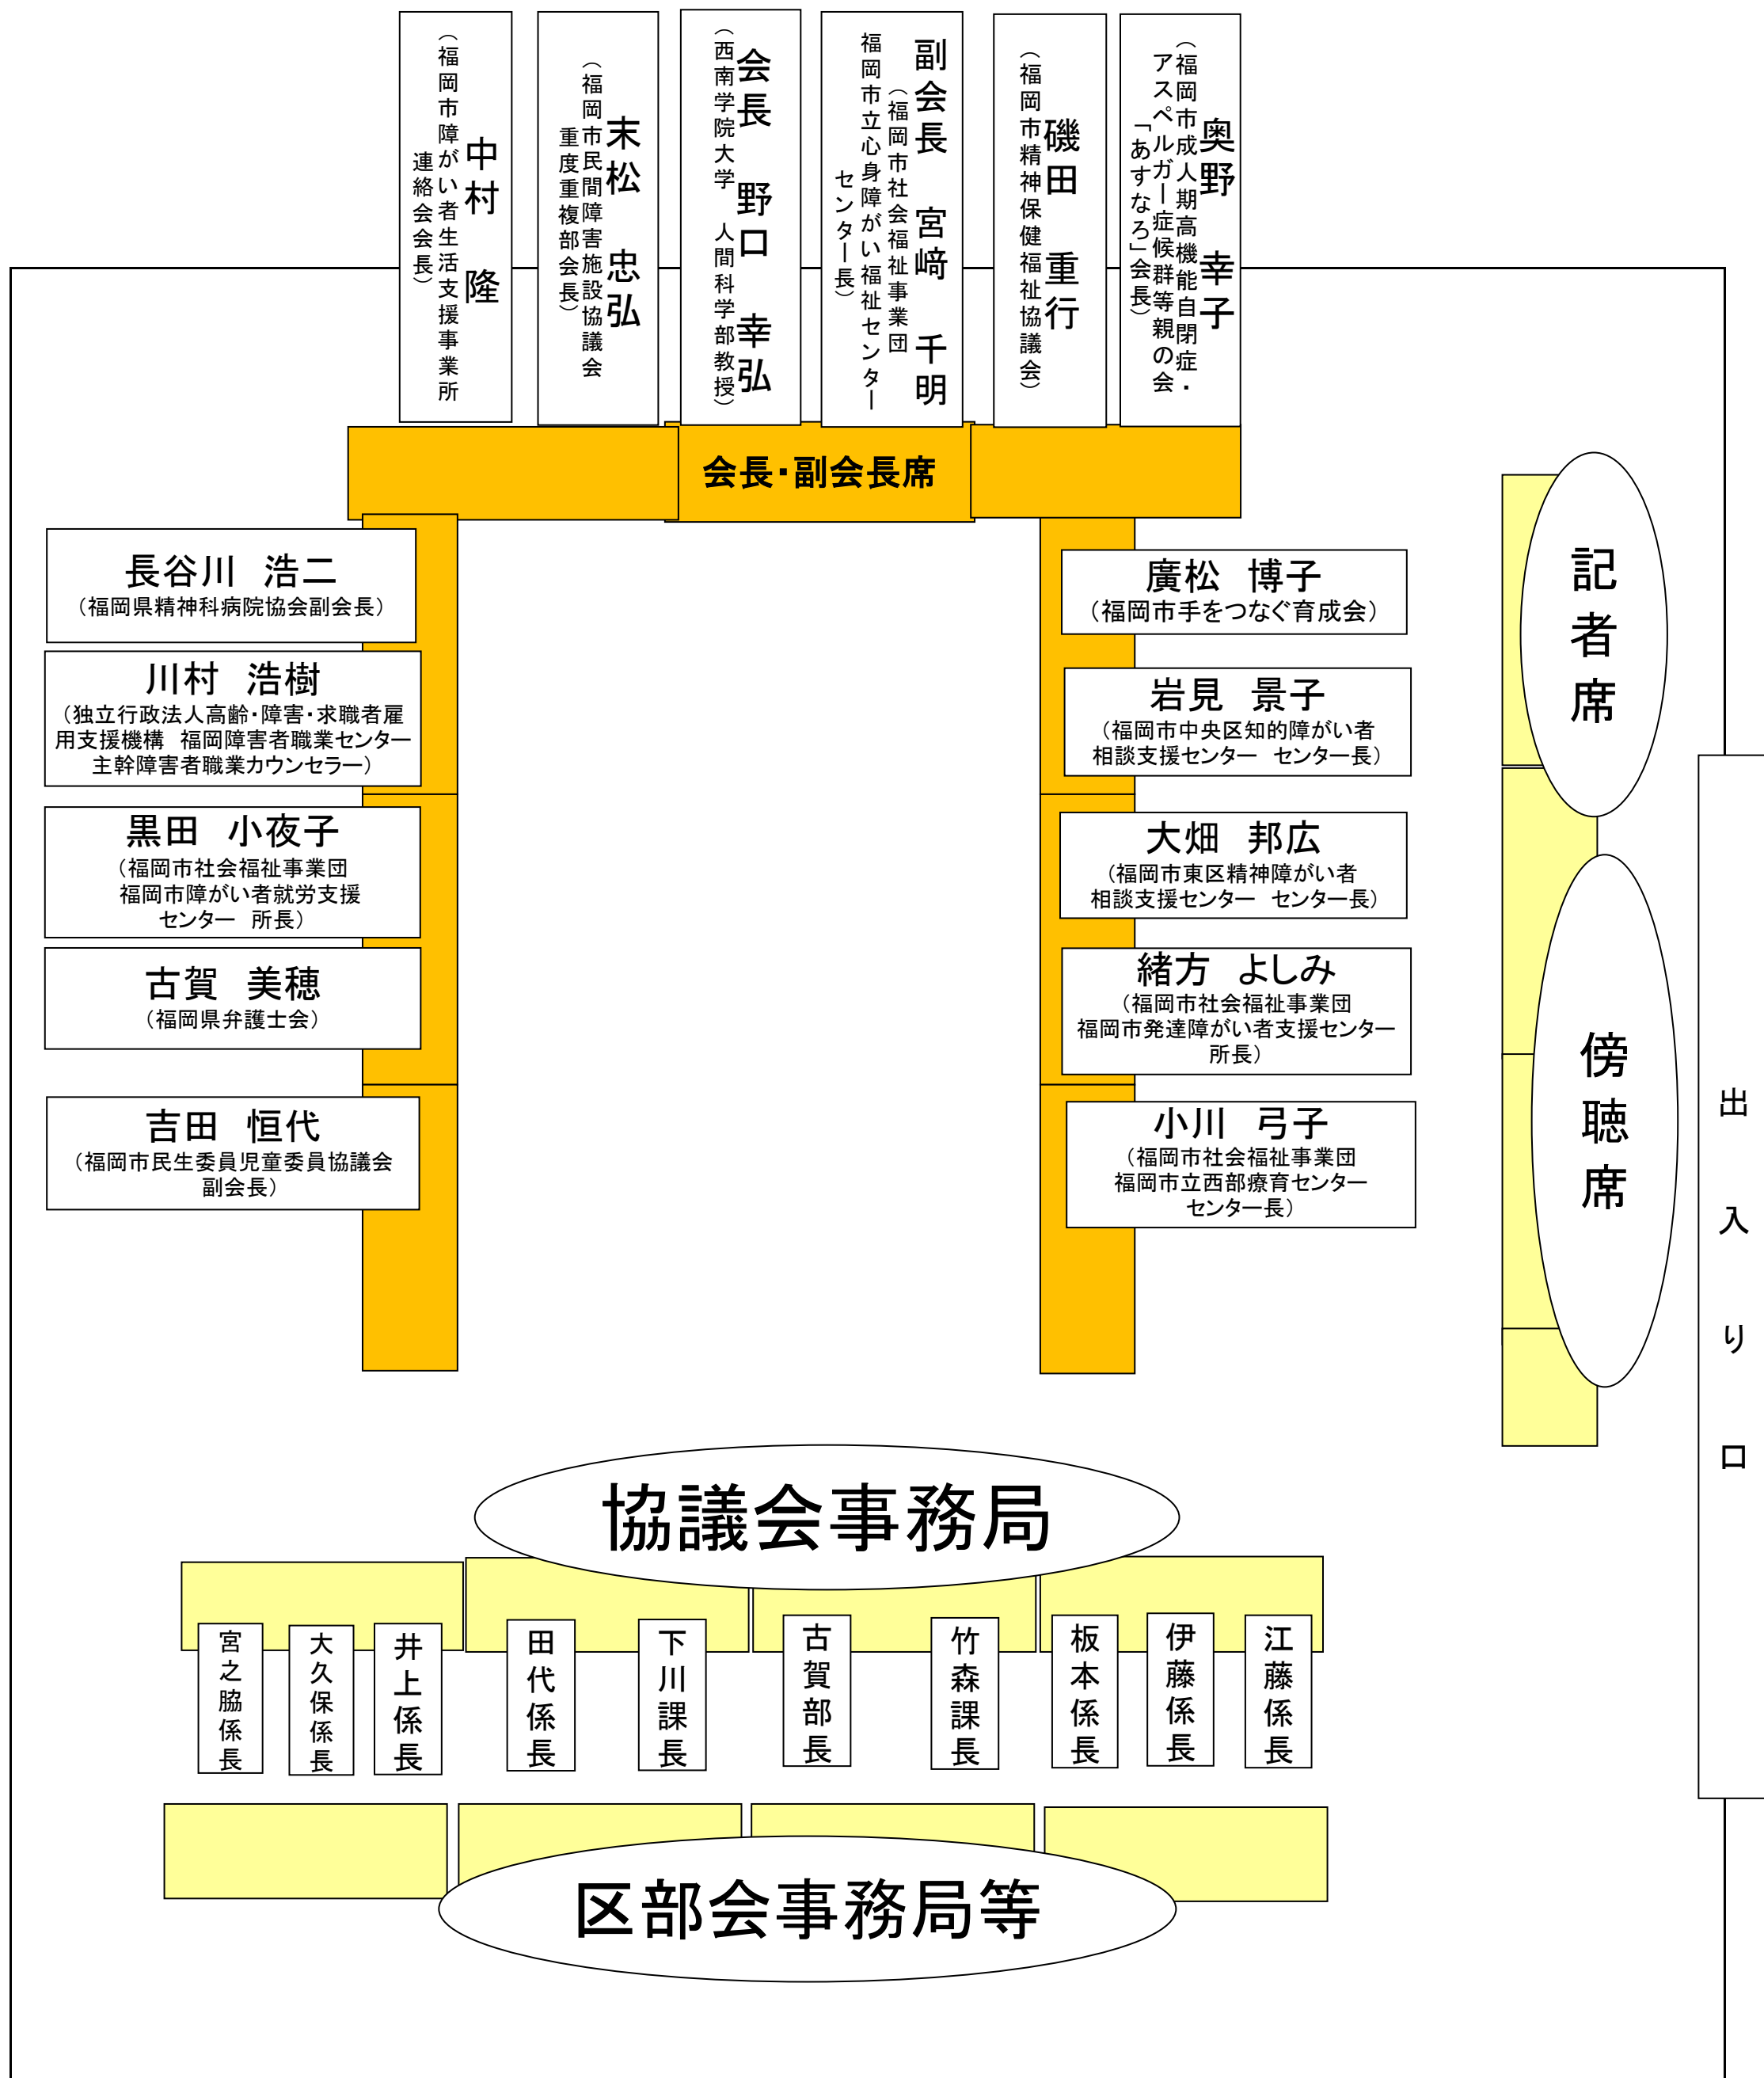 中村　隆
（福岡市障がい者生活支援事業所
連絡会会長）
末松　忠弘
（福岡市民間障害施設協議会
重度重複部会長）
会長　野口　幸弘
（西南学院大学　人間科学部教授）
副会長　宮﨑　千明
（福岡市社会福祉事業団
福岡市立心身障がい福祉センター
センター長）
磯田　重行
（福岡市精神保健福祉協議会）
奥野　幸子
（福岡市成人期高機能自閉症・
アスペルガー症候群等親の会
「あすなろ」会長）
会長・副会長席
長谷川　浩二
（福岡県精神科病院協会副会長）
川村　浩樹
（独立行政法人高齢・障害・求職者雇
用支援機構　福岡障害者職業センター
主幹障害者職業カウンセラー）
黒田　小夜子
（福岡市社会福祉事業団
福岡市障がい者就労支援
センター　所長）
古賀　美穂
（福岡県弁護士会）
吉田　恒代
（福岡市民生委員児童委員協議会
副会長）
廣松　博子
（福岡市手をつなぐ育成会）
岩見　景子
（福岡市中央区知的障がい者
相談支援センター　センター長）
大畑　邦広
（福岡市東区精神障がい者
相談支援センター　センター長）
緒方　よしみ
（福岡市社会福祉事業団
福岡市発達障がい者支援センター
所長）
小川　弓子
（福岡市社会福祉事業団
福岡市立西部療育センター
センター長）
記者席
傍聴席
出入り口
協議会事務局
宮之脇係長
大久保係長
井上係長
田代係長
下川課長
古賀部長
竹森課長
板本係長
伊藤係長
江藤係長
区部会事務局等